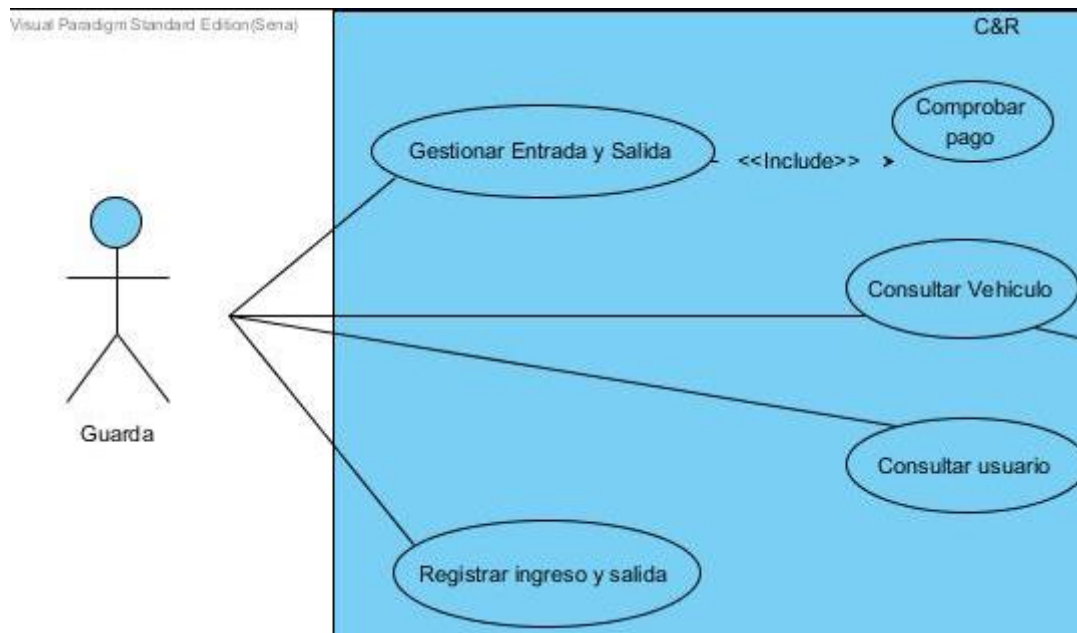 Visual Paradigm Standard Edition(Sena)
C&R
Comprobar
pago
Gestionar Entrada y Salida
<<Include>>
Consultar Vehiculo
Guarda
Consultar usuario
Registrar ingreso y salida